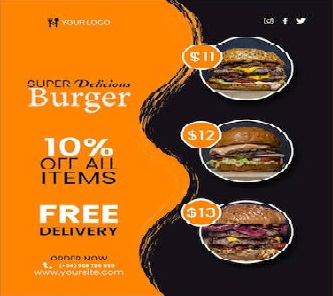 YOUR LOGO
SUPER Delicious
Burger
10%
OFF ALL
ITEMS
FREE
DELIVERY
ORDER NOW
www.yoursite.com
$11
$12
$13